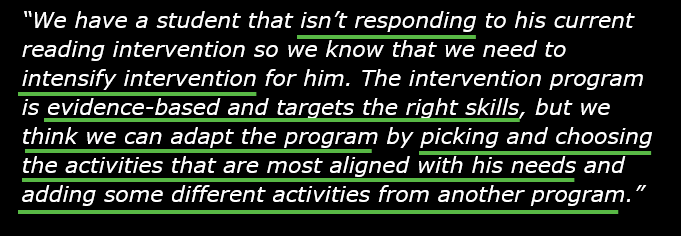 “We have a student that isn’t responding to his current
reading intervention so we know that we need to
intensify intervention for him. The intervention program
is evidence-based and targets the right skills, but we
think we can adapt the program by picking and choosing
the activities that are most aligned with his needs and
adding some different activities from another program.”